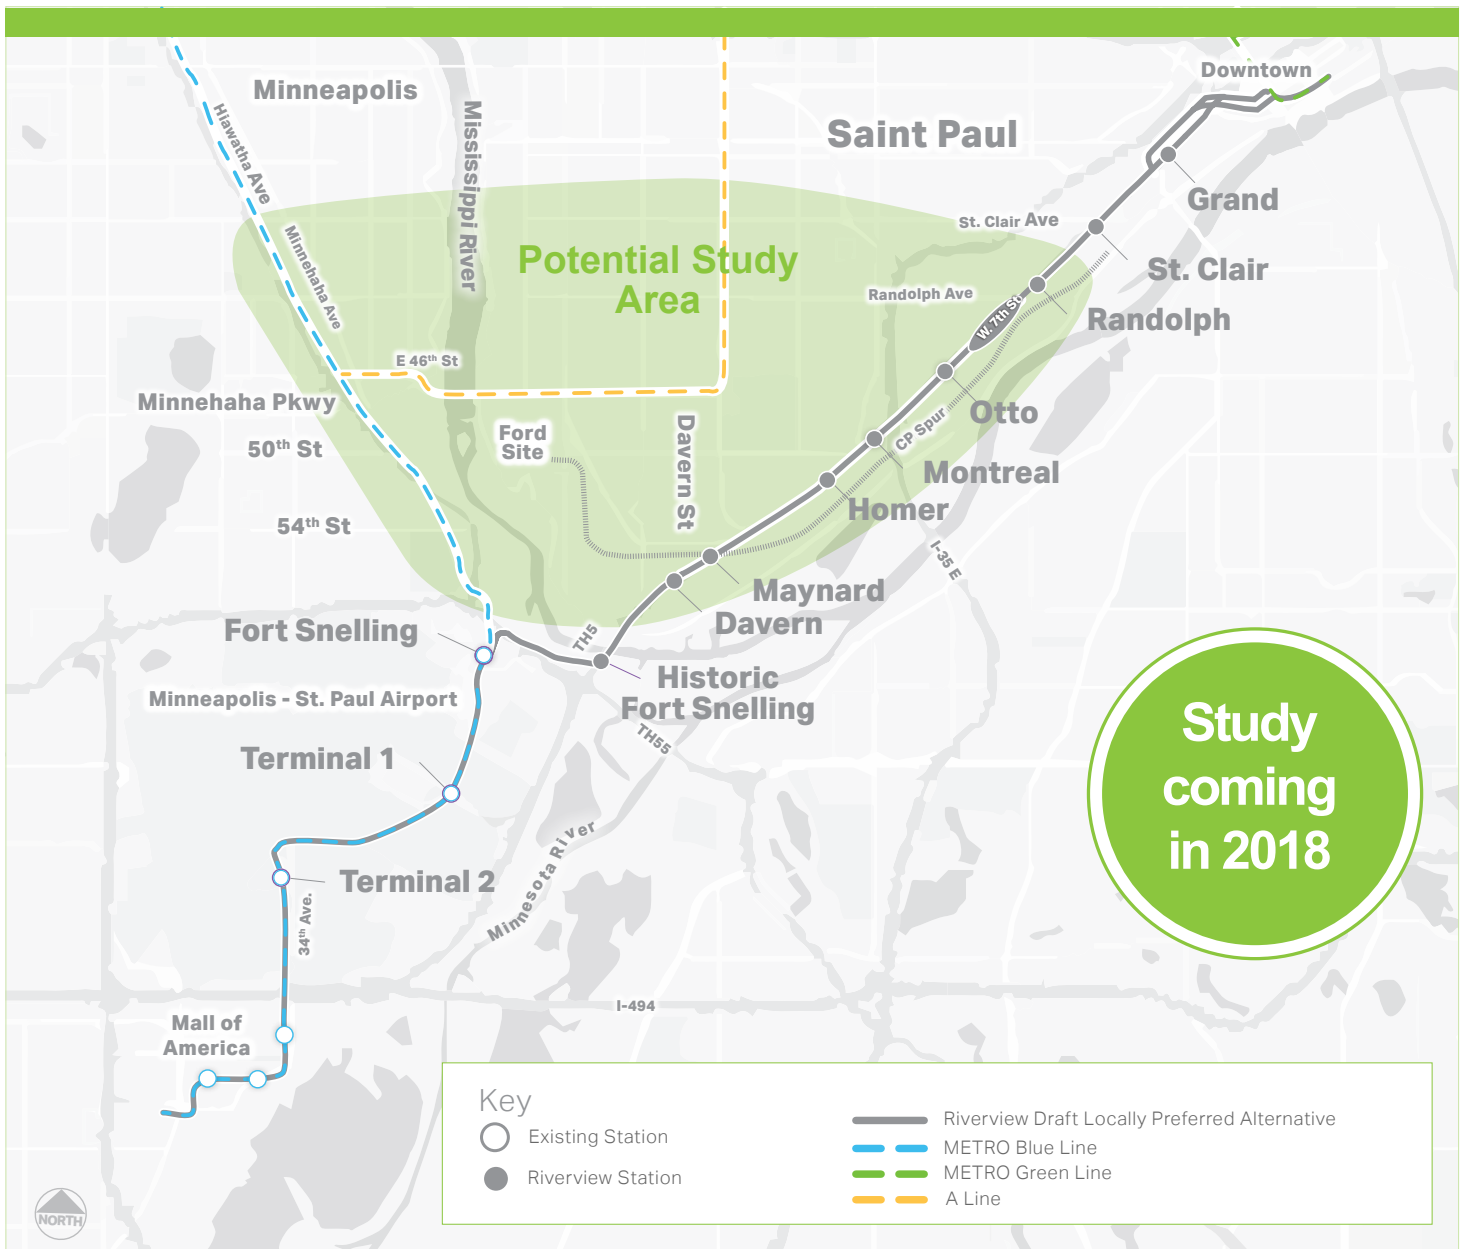 Downtown
Minneapolis
Saint Paul
Hiawatha Ave
Mississippi River
Grand
St. Clair Ave
Minnehaha Ave
Potential Study
Area
St. Clair
Randolph Ave
W. 7th St
Randolph
E 46th St
Minnehaha Pkwy
Otto
CP Spur
Ford
Site
Davern St
50th St
Montreal
Homer
54th St
I-35 E
Maynard
Davern
Fort Snelling
TH5
Historic
Fort Snelling
Minneapolis - St. Paul Airport
TH55
Study
coming
in 2018
Terminal 1
Minnesota River
Terminal 2
34th Ave.
I-494
Mall of
America
Key
Existing Station
Riverview Station
Riverview Draft Locally Preferred Alternative
METRO Blue Line
METRO Green Line
A Line
NORTH